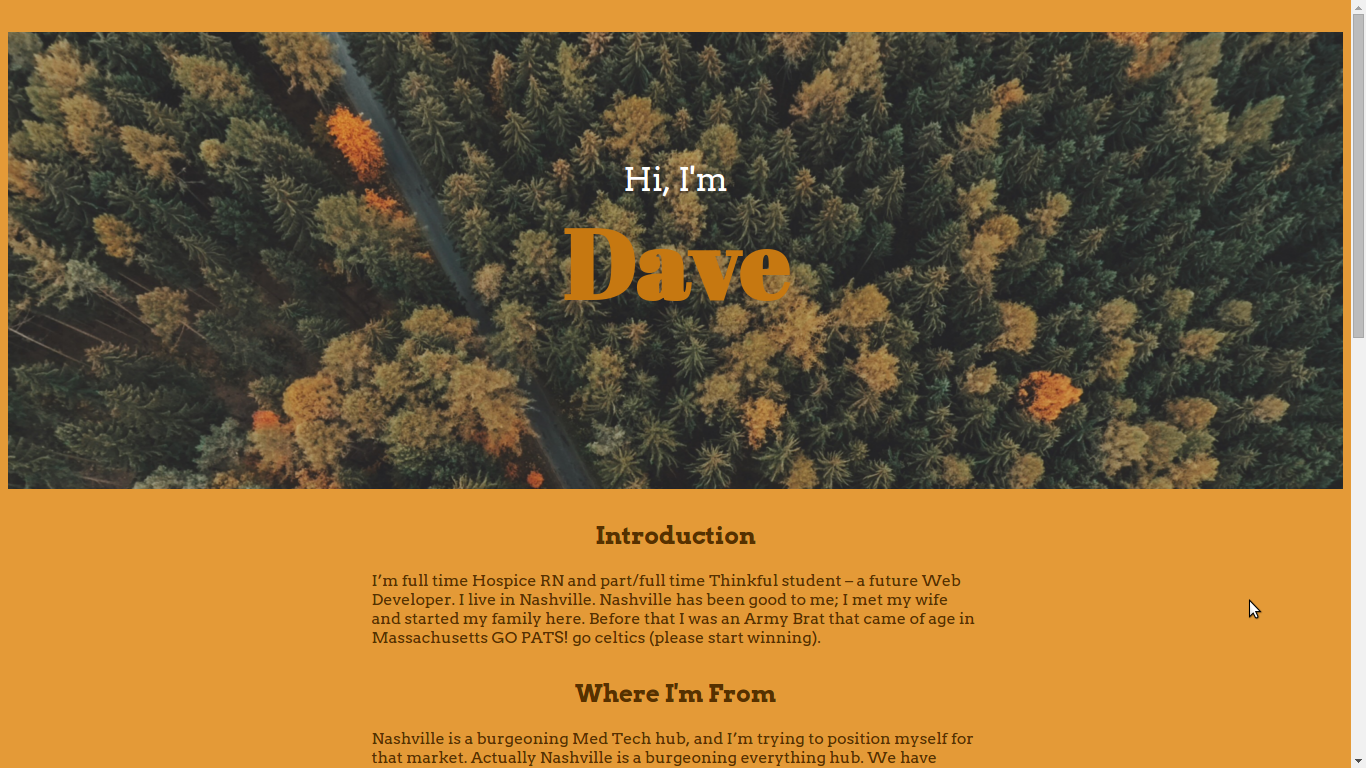 Hi, I'm
Dave
Introduction
I’m full time Hospice RN and part/full time Thinkful student – a future Web
Developer. I live in Nashville. Nashville has been good to me; I met my wife
and started my family here. Before that I was an Army Brat that came of age in
Massachusetts GO PATS! go celtics (please start winning).
Where I'm From
Nashville is a burgeoning Med Tech hub, and I’m trying to position myself for
that market. Actually Nashville is a burgeoning everything hub. We have